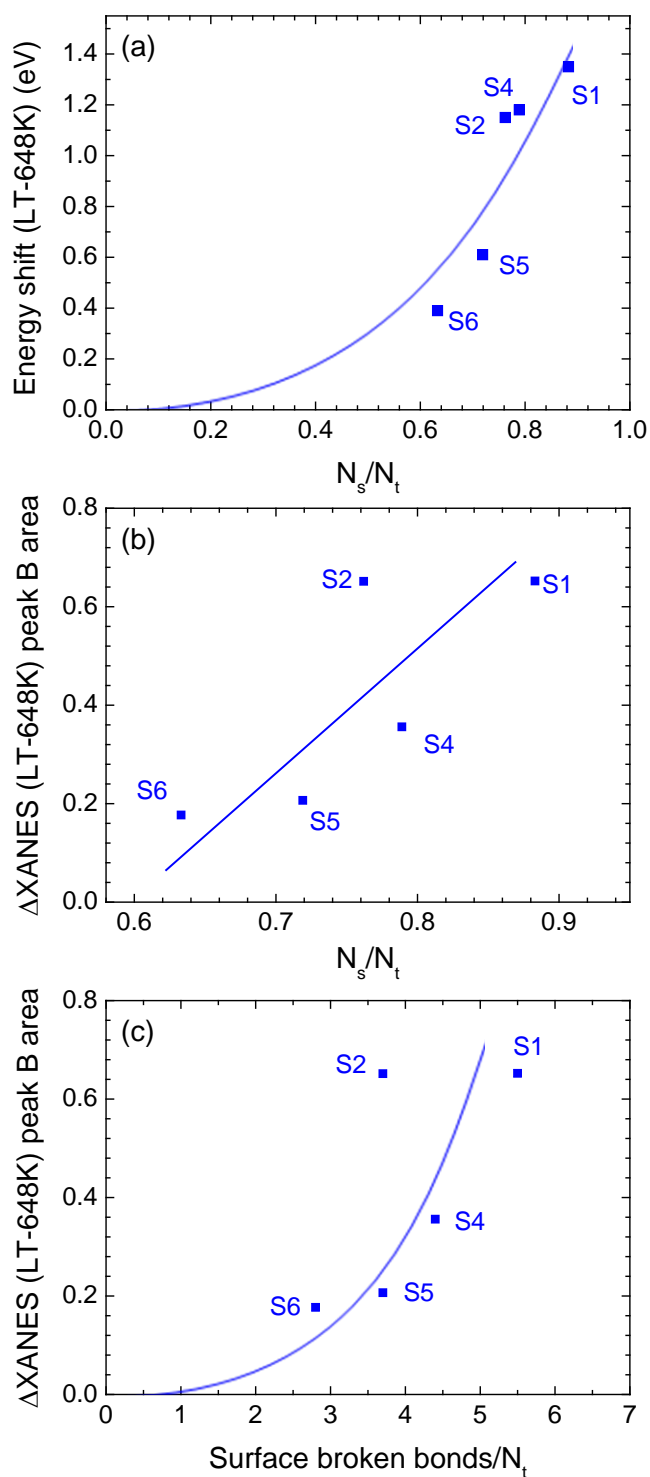 (a)
Energy shift (LT-648K) (eV)
1.4
1.2
1.0
0.8
0.6
0.4
0.2
0.0
S4
S2
S1
S5
S6
0.0 0.2 0.4 0.6 0.8 1.0
N_s/N_t
(b)
ΔXANES (LT-648K) peak B area
0.8
0.6
0.4
0.2
0.0
S2
S1
S4
S6
S5
0.6 0.7 0.8 0.9
N_s/N_t
(c)
ΔXANES (LT-648K) peak B area
0.8
0.6
0.4
0.2
0.0
S2
S1
S4
S6
S5
0 1 2 3 4 5 6 7
Surface broken bonds/N_t